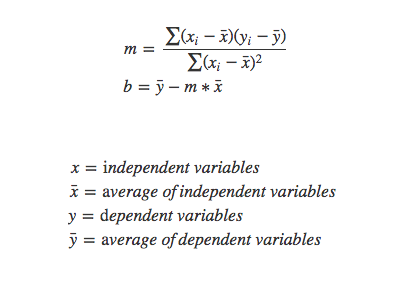 m = ∑(xᵢ − x̄)(yᵢ − ȳ) / ∑(xᵢ − x̄)²
b = ȳ − m * x̄
x = independent variables
x̄ = average of independent variables
y = dependent variables
ȳ = average of dependent variables